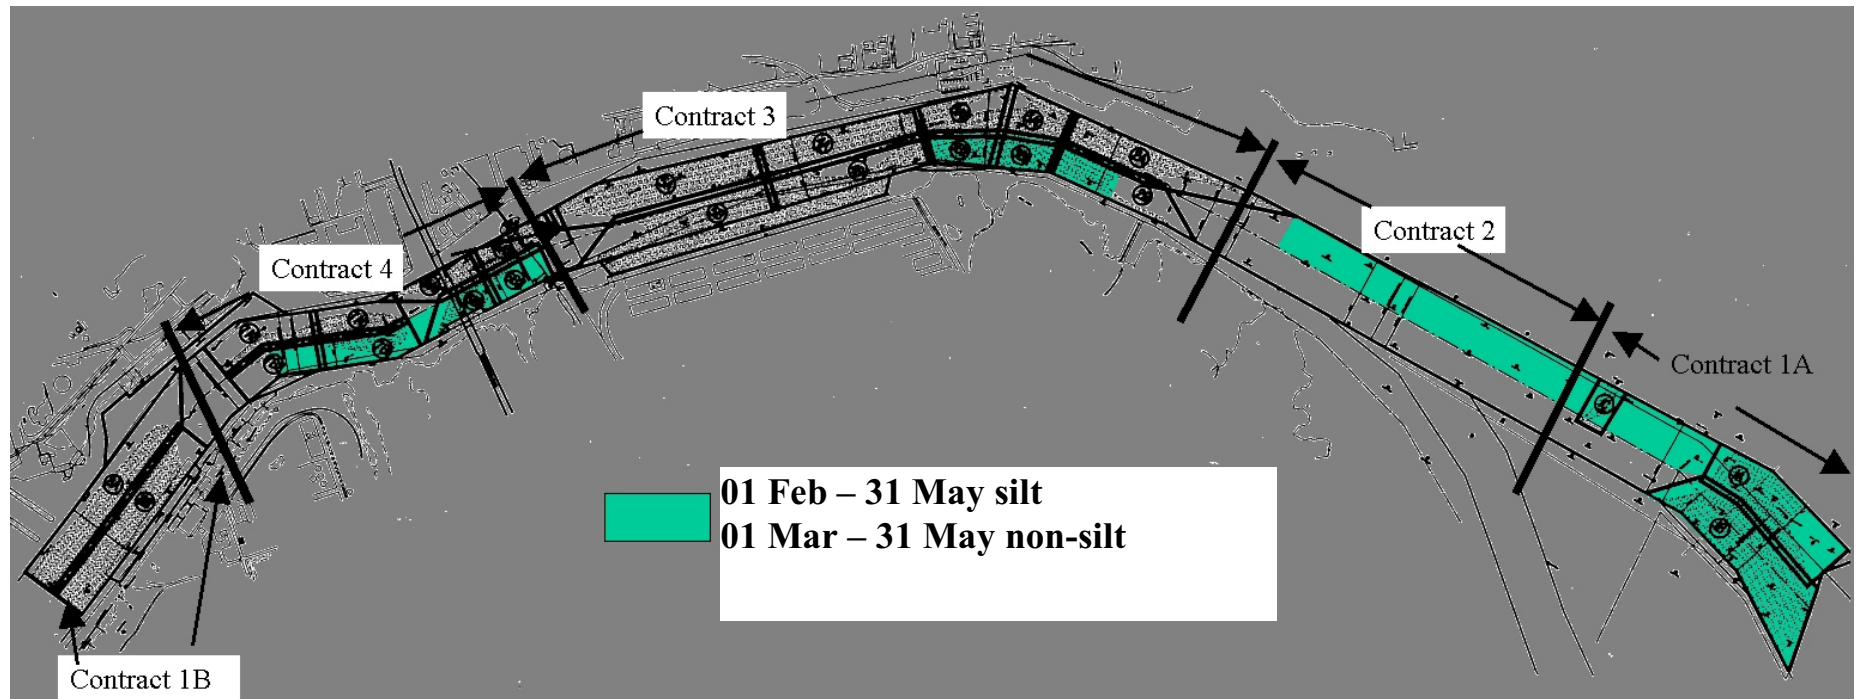 Contract 3
Contract 2
Contract 4
Contract 1A
01 Feb – 31 May silt
01 Mar – 31 May non-silt
Contract 1B